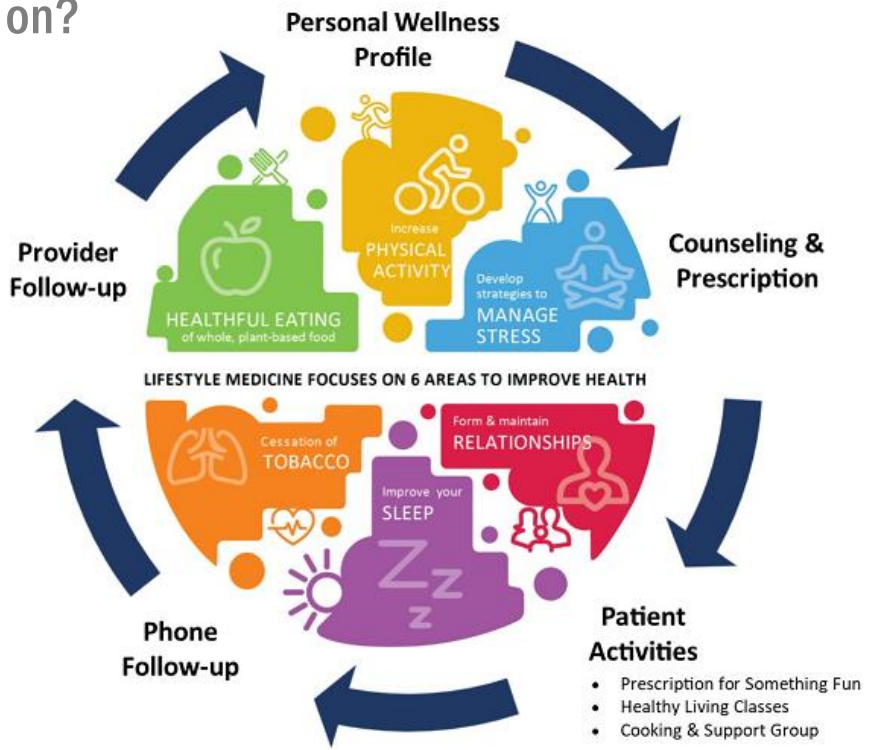 on?
Personal Wellness
Profile
Counseling &
Prescription
Patient
Activities
• Prescription for Something Fun
• Healthy Living Classes
• Cooking & Support Group
Phone
Follow-up
Provider
Follow-up
HEALTHFUL EATING
of whole, plant-based food
Increase
PHYSICAL
ACTIVITY
Develop
strategies to
MANAGE
STRESS
LIFESTYLE MEDICINE FOCUSES ON 6 AREAS TO IMPROVE HEALTH
Cessation of
TOBACCO
Improve your
SLEEP
Z
z
z
Form & maintain
RELATIONSHIPS